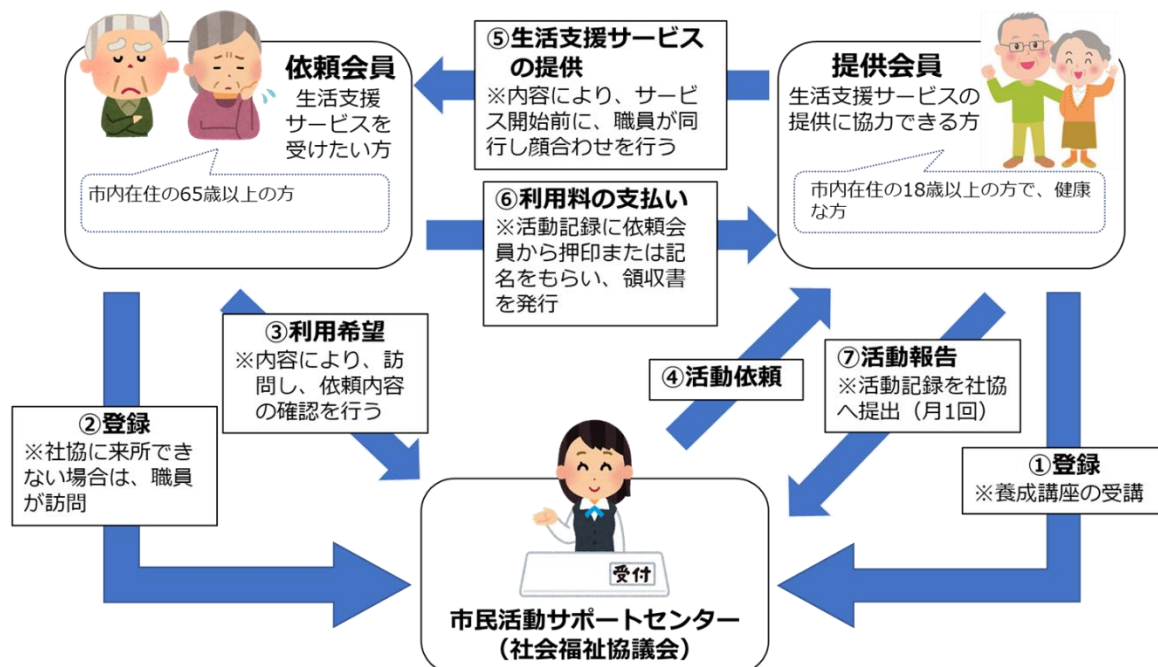 依頼会員
生活支援
サービスを
受けたい方
市内在住の65歳以上の方
⑤生活支援サービス
の提供
※内容により、サービ
ス開始前に、職員が同
行し顔合わせを行う
提供会員
生活支援サービスの
提供に協力できる方
市内在住の18歳以上の方で、健康
な方
⑥利用料の支払い
※活動記録に依頼会
員から押印または記
名をもらい、領収書
を発行
③利用希望
※内容により、訪
問し、依頼内容
の確認を行う
④活動依頼
⑦活動報告
※活動記録を社協
へ提出（月1回）
②登録
※社協に来所でき
ない場合は、職員
が訪問
①登録
※養成講座の受講
受付
市民活動サポートセンター
（社会福祉協議会）